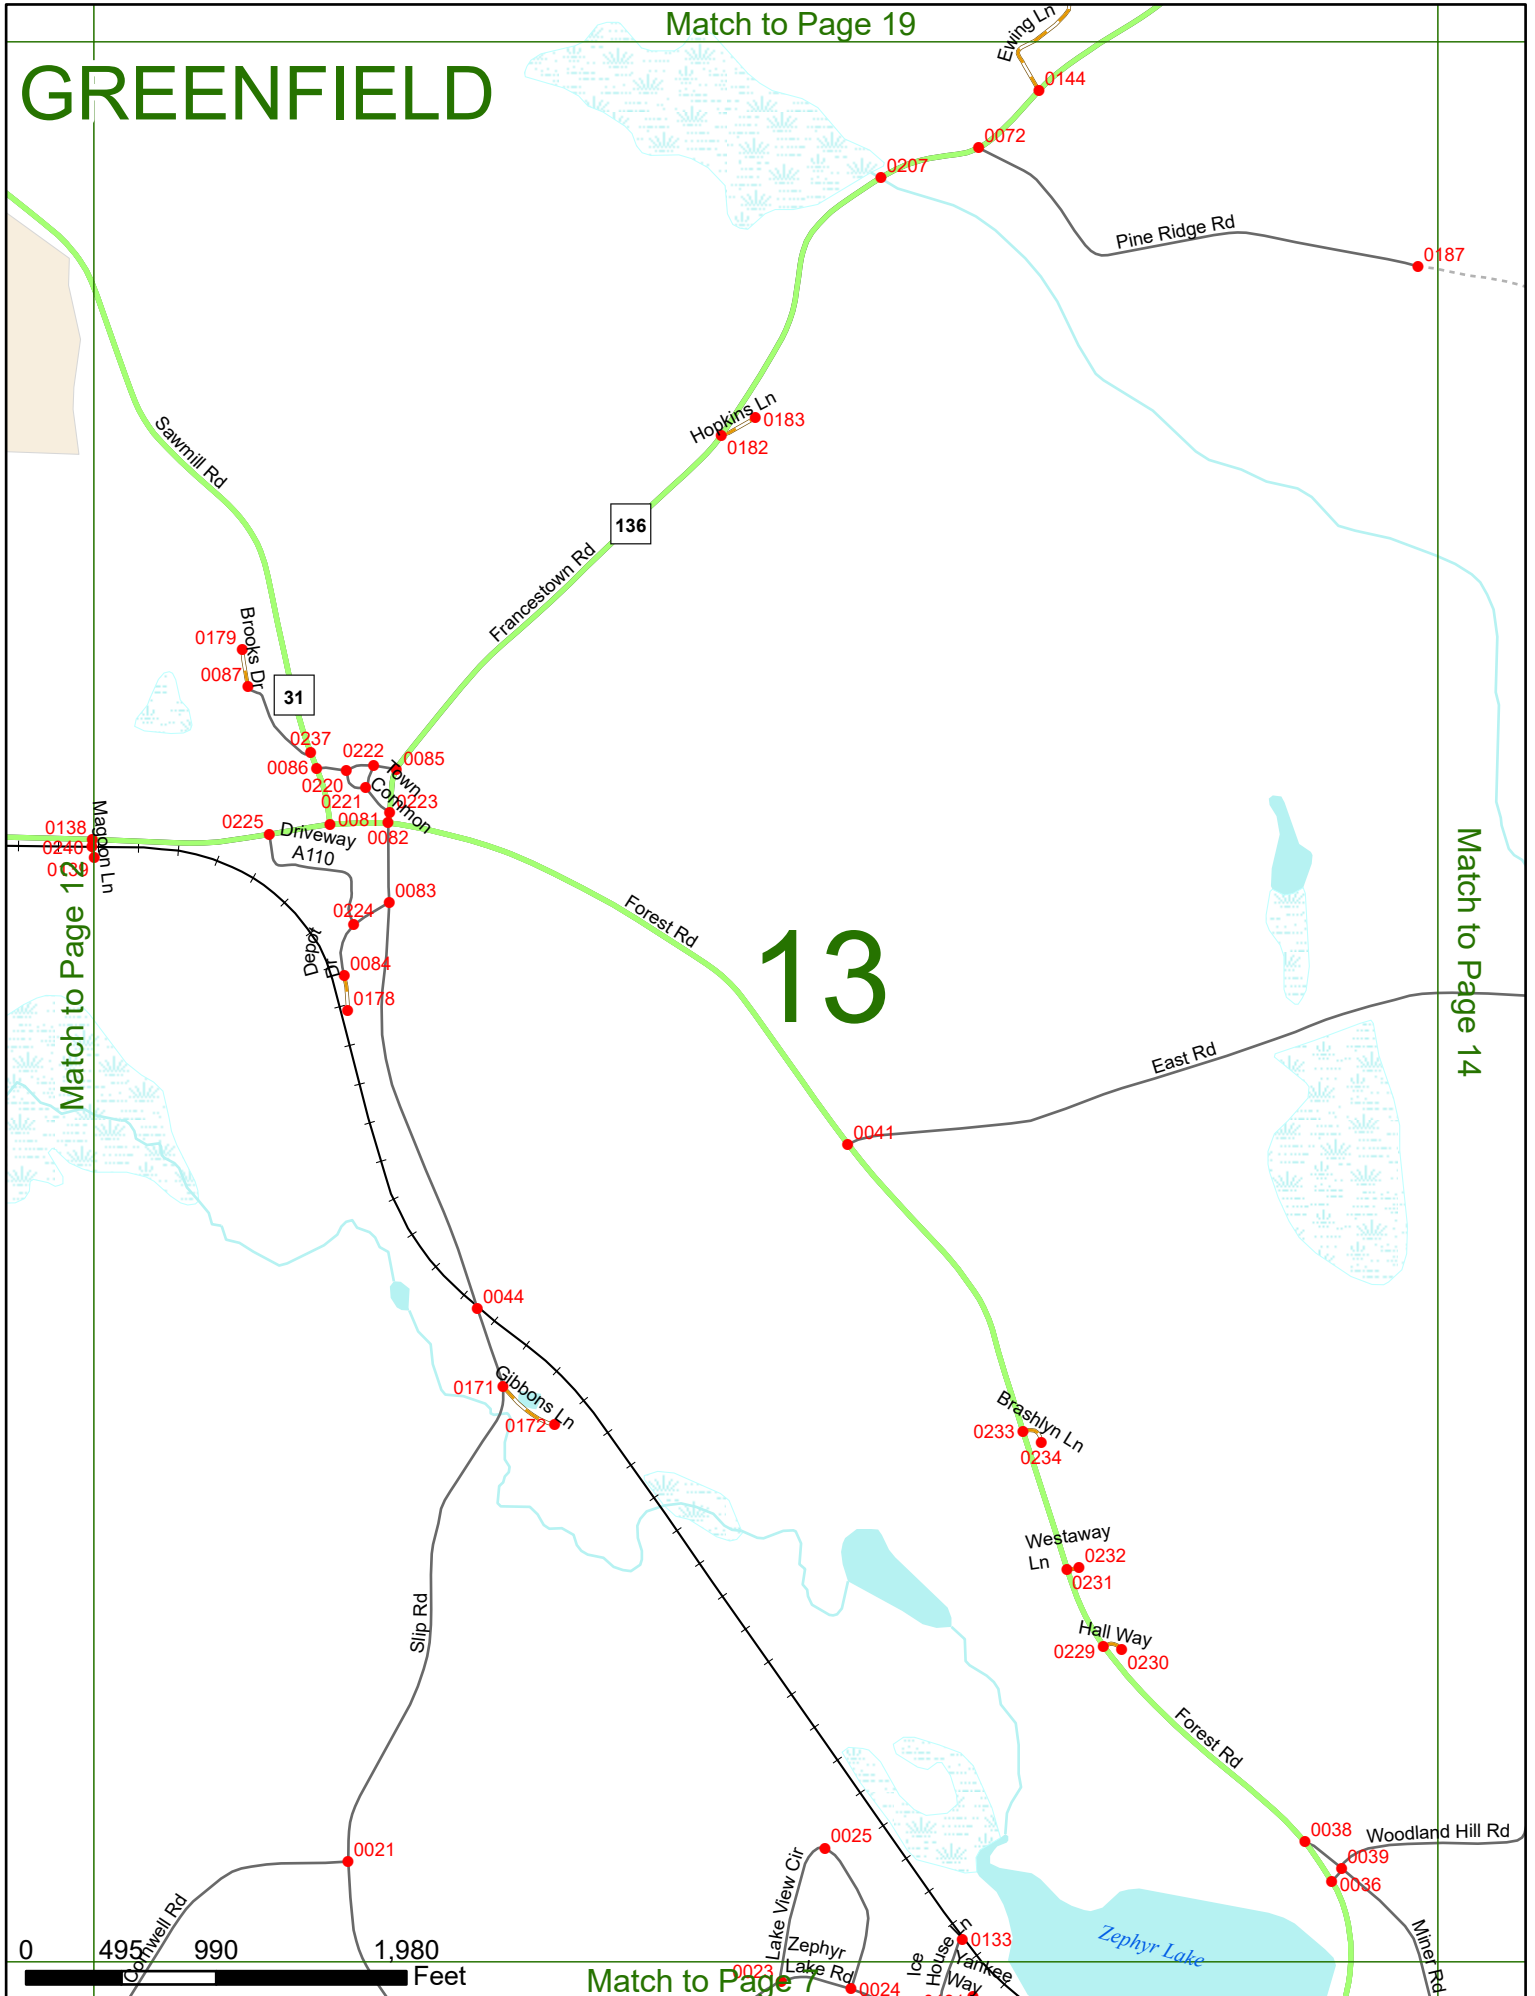 Match to Page 19
GREENFIELD
Ewing Ln
0144
0072
0207
Pine Ridge Rd
0187
Sawmill Rd
Hopkins Ln
0183
0182
136
Francestown Rd
0179
Brooks Dr
0087
31
0237
0222
0085
0086
Town
Common
0220
0221
0223
0138
Magoon Ln
0225
Driveway
A110
0081
0082
0240
0139
Match to Page 12
0083
0224
Depot
Dr
0084
0178
Forest Rd
13
Match to Page 14
East Rd
0041
0044
0171
Gibbons Ln
0172
Brashlyn Ln
0233
0234
Westaway
Ln
0232
0231
Slip Rd
Hall Way
0229
0230
Forest Rd
0025
0038
Woodland Hill Rd
0021
0039
0036
Lake View Cir
Cornwell Rd
Miner Rd
0133
Ice
House Ln
Zephyr Lake
Zephyr
Lake Rd
Yankee
Way
0 495 990 1,980
Feet
0023
0024
Match to Page 7